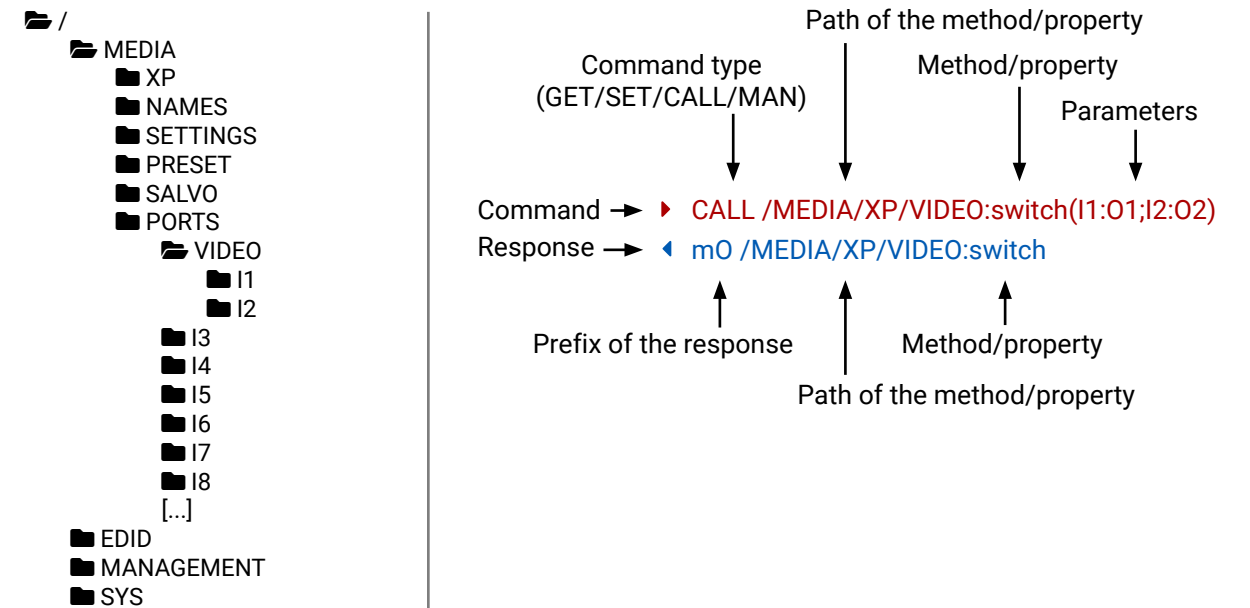 /
MEDIA
XP
NAMES
SETTINGS
PRESET
SALVO
PORTS
VIDEO
I1
I2
I3
I4
I5
I6
I7
I8
[...]
EDID
MANAGEMENT
SYS
Path of the method/property
Command type
(GET/SET/CALL/MAN)
Method/property
Parameters
Command
CALL /MEDIA/XP/VIDEO:switch(I1:O1;I2:O2)
Response
mO /MEDIA/XP/VIDEO:switch
Prefix of the response
Method/property
Path of the method/property